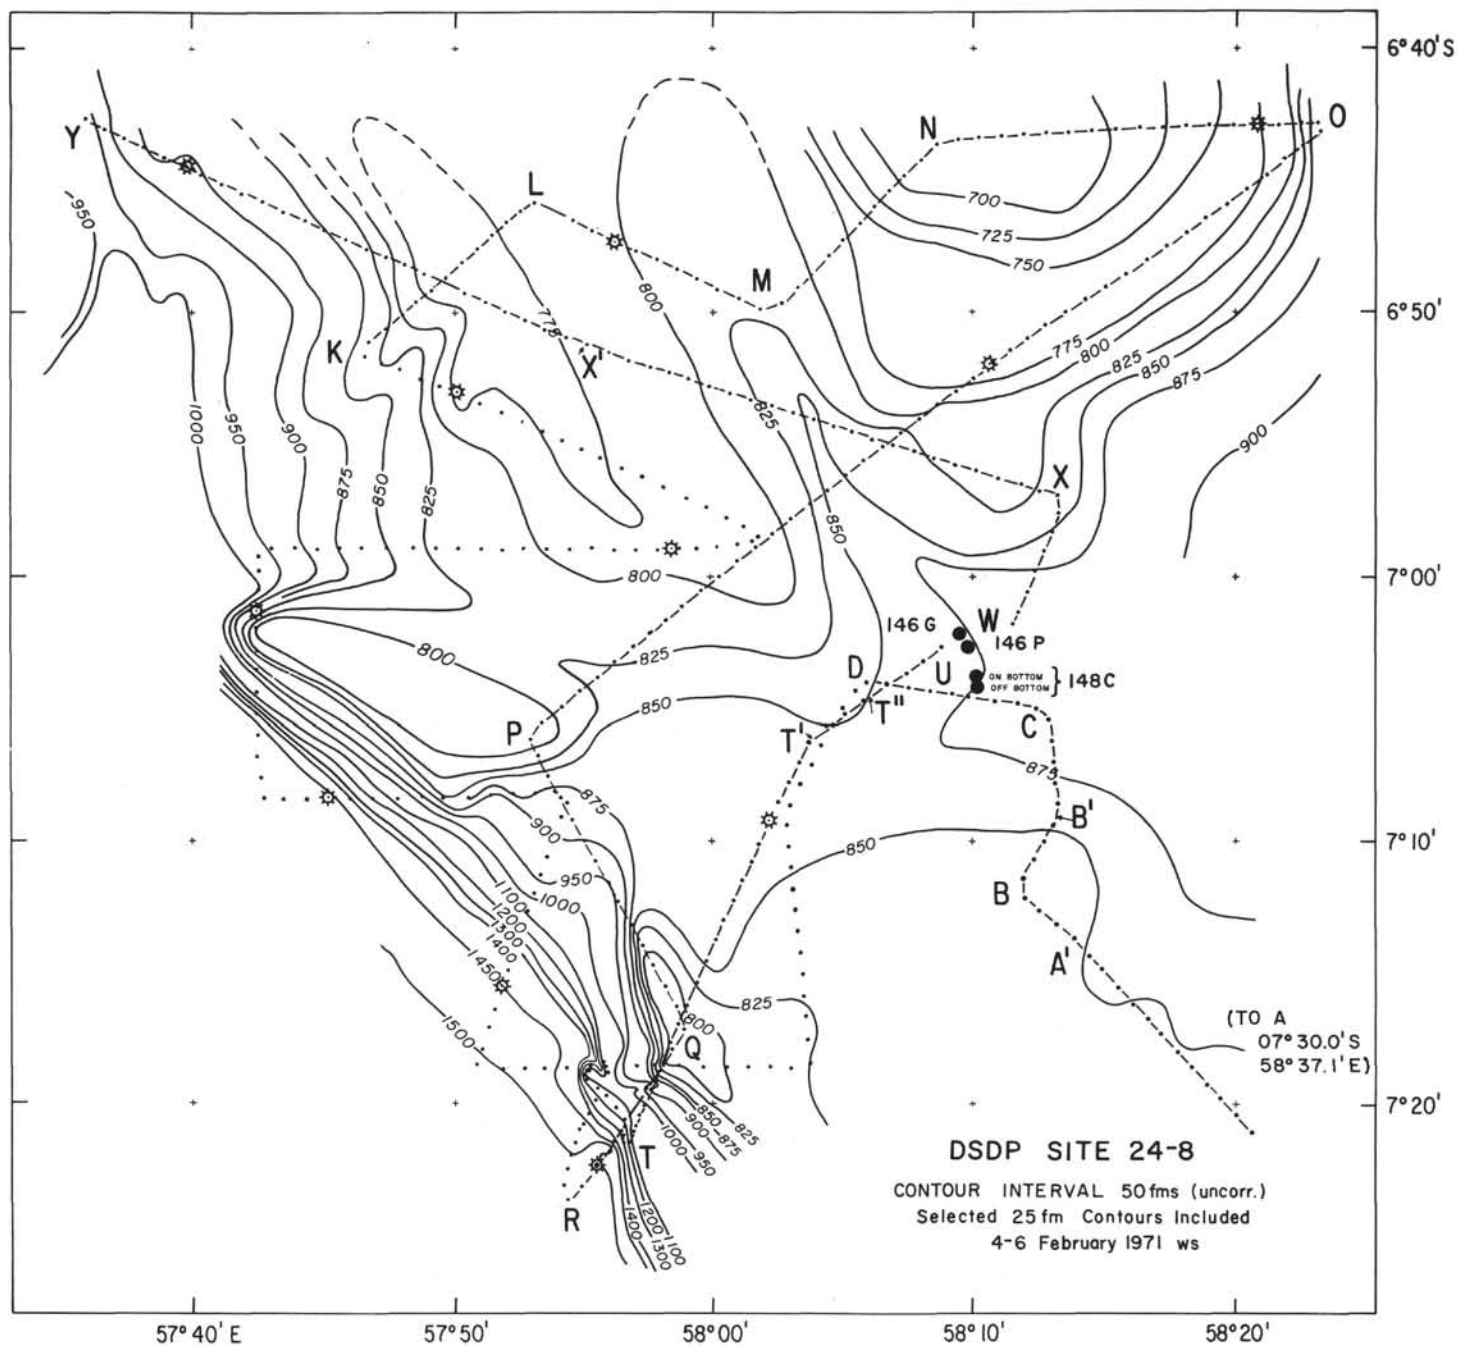 6°40'S
Y
N
O
L
950
700
725
750
M
800
6°50'
K
775
X'
775
800
825
850
875
825
1000
950
900
875
850
825
X
900
850
7°00'
800
W
146 G
146 P
800
825
D
U
ON BOTTOM
OFF BOTTOM
148C
850
T''
P
T'
C
875
875
B'
900
850
7°10'
950
1000
1100
1200
1300
1400
B
A'
1450
1500
825
800
Q
(TO A
07° 30.0'S
58° 37.1'E)
7°20'
850
875
825
900
950
1000
T
R
1400
1200
1100
1300
DSDP SITE 24-8
CONTOUR INTERVAL 50fms (uncorr.)
Selected 25fm Contours Included
4-6 February 1971 ws
57°40'E
57°50'
58°00'
58°10'
58°20'